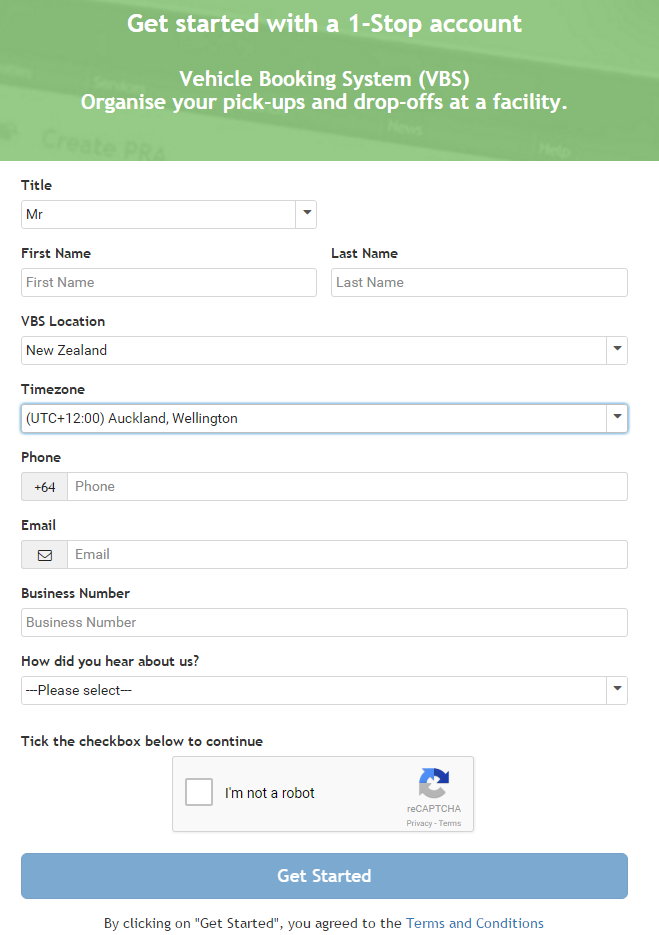 Get started with a 1-Stop account
Vehicle Booking System (VBS)
Organise your pick-ups and drop-offs at a facility.
News
Create PRA
Help
Title
Mr
First Name Last Name
First Name Last Name
VBS Location
New Zealand
Timezone
(UTC+12:00) Auckland, Wellington
Phone
+64 Phone
Email
Email
Business Number
Business Number
How did you hear about us?
---Please select---
Tick the checkbox below to continue
I'm not a robot
reCAPTCHA
Privacy - Terms
Get Started
By clicking on "Get Started", you agreed to the Terms and Conditions